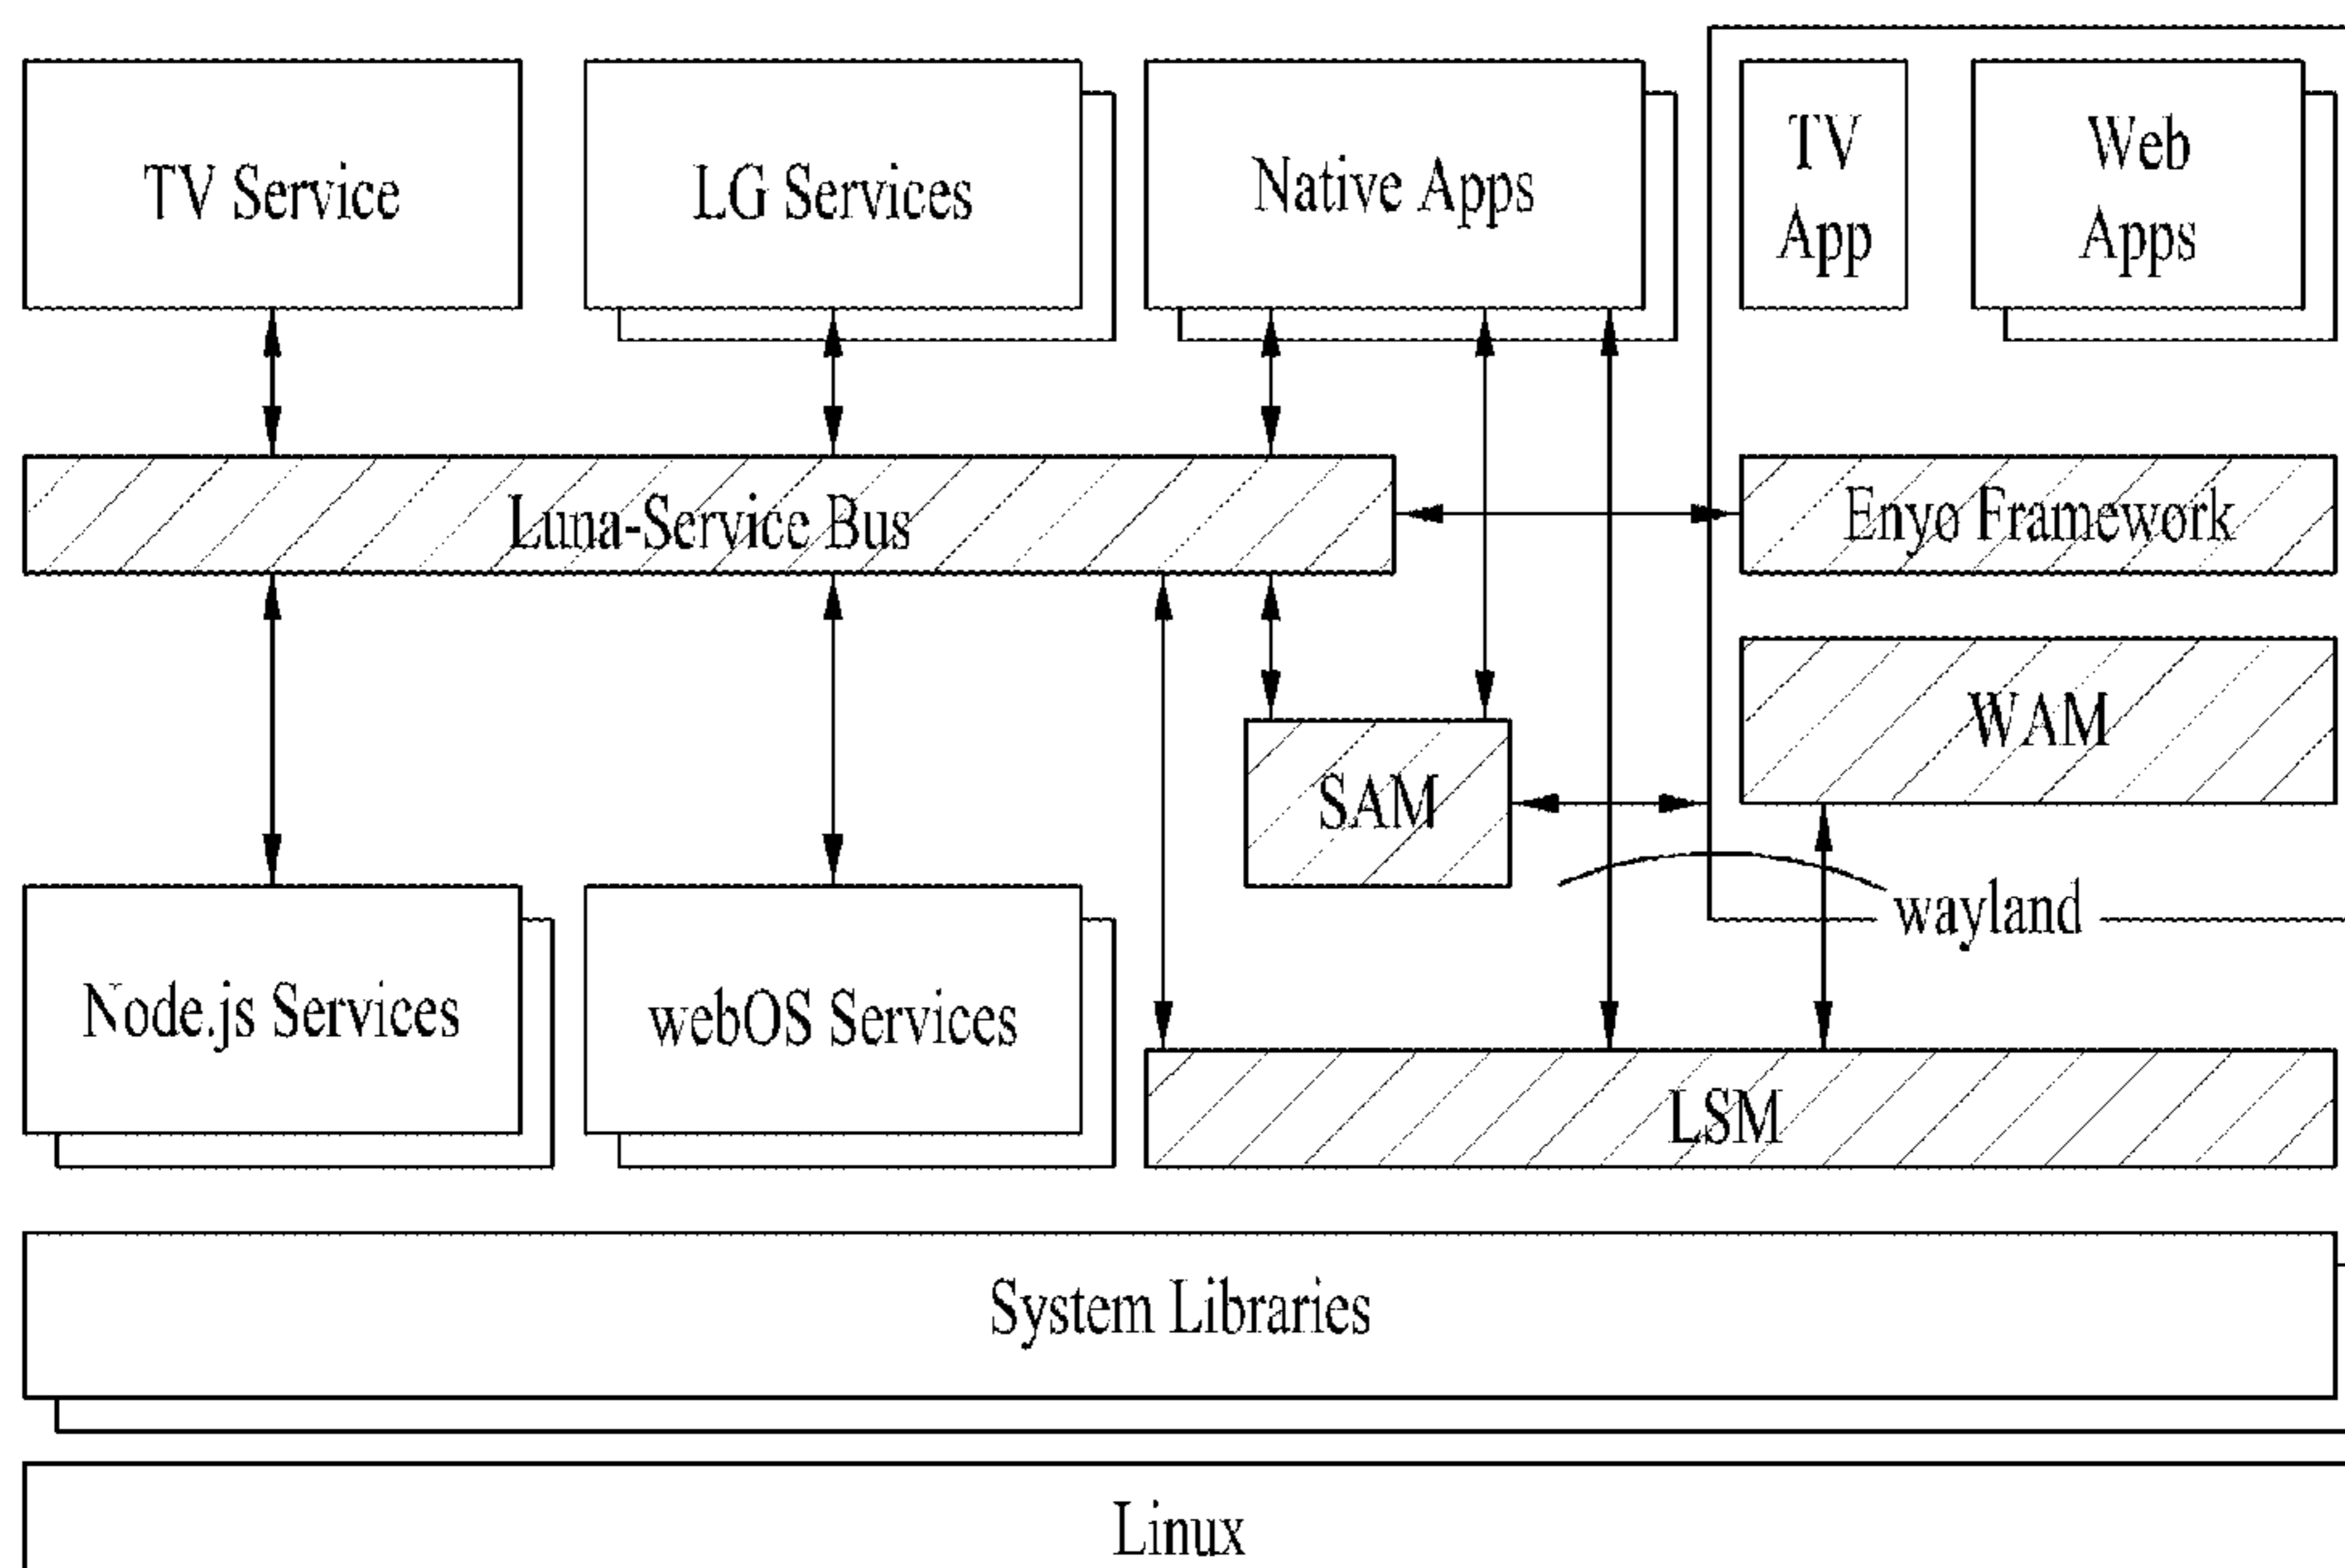 TV Service
LG Services
Native Apps
TV
App
Web
Apps
Luna-Service Bus
Enyo Framework
WAM
SAM
wayland
Node.js Services
webOS Services
LSM
System Libraries
Linux